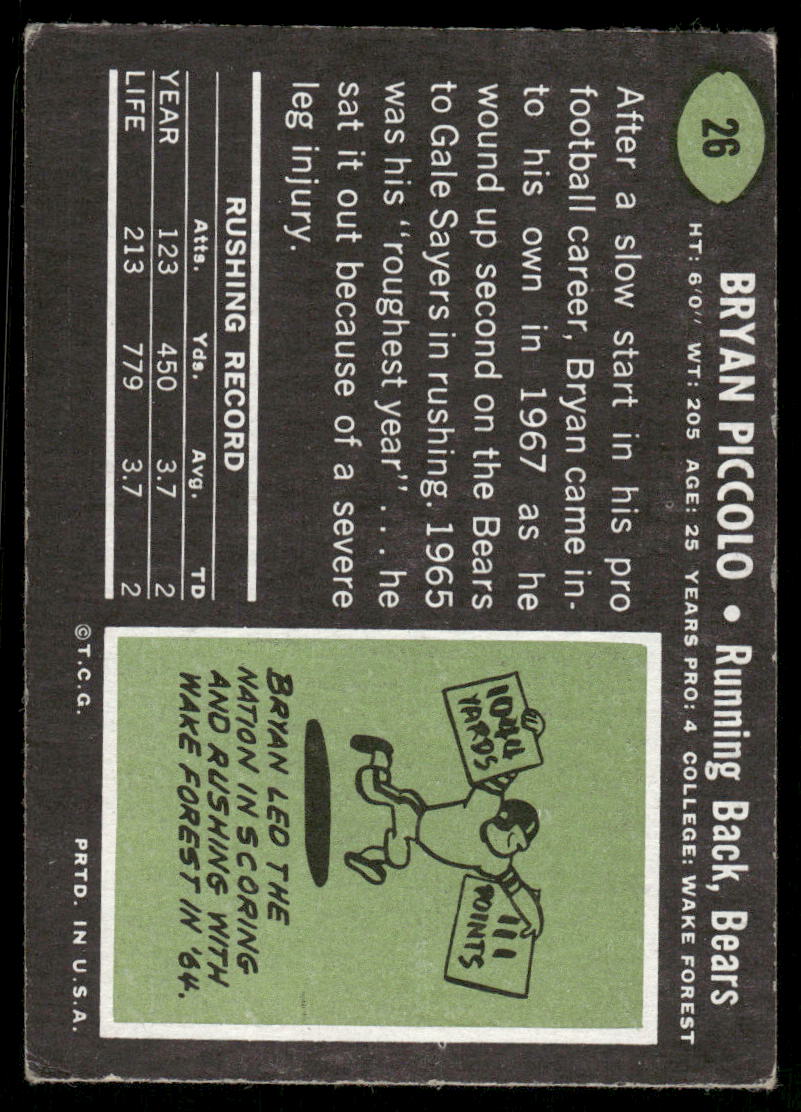 26
BRYAN PICCOLO • Running Back, Bears
HT: 6'0" WT: 205 AGE: 25 YEARS PRO: 4 COLLEGE: WAKE FOREST
After a slow start in his pro
football career, Bryan came in-
to his own in 1967 as he
wound up second on the Bears
to Gale Sayers in rushing. 1965
was his "roughest year" . . . he
sat it out because of a severe
leg injury.
RUSHING RECORD
Atts. Yds. Avg. TD
YEAR 123 450 3.7 2
LIFE 213 779 3.7 2
1044
YARDS
111
POINTS
BRYAN LED THE
NATION IN SCORING
AND RUSHING WITH
WAKE FOREST IN '64.
©T.C.G. PRTD. IN U.S.A.